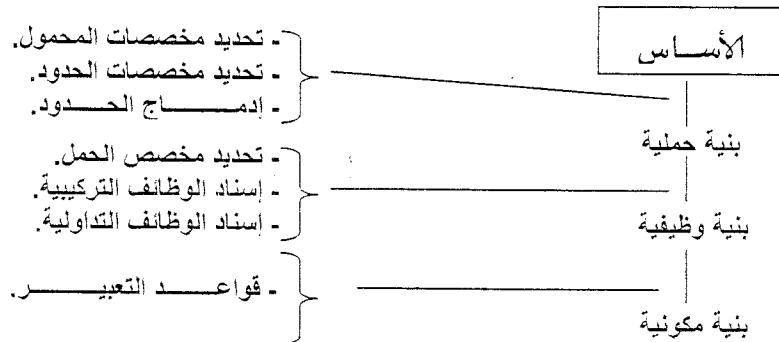 الأساس
- تحديد مخصصات المحمول.
- تحديد مخصصات الحدود.
- إدماج الحدود.
بنية حملية
- تحديد مخصص الحمل.
- إسناد الوظائف التركيبية.
- إسناد الوظائف التداولية.
بنية وظيفية
- قواعد التعبير.
بنية مكونية